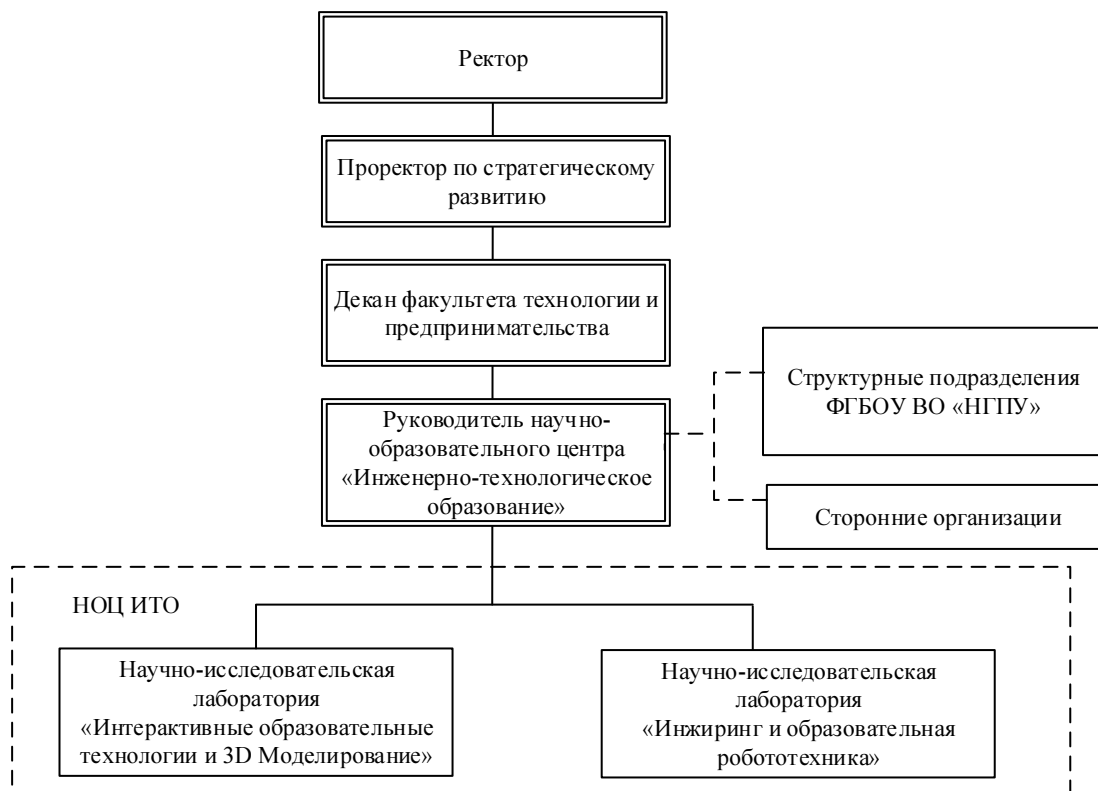 Ректор
Проректор по стратегическому
развитию
Декан факультета технологии и
предпринимательства
Руководитель научно-
образовательного центра
«Инженерно-технологическое
образование»
Структурные подразделения
ФГБОУ ВО «НГПУ»
Сторонние организации
НОЦ ИТО
Научно-исследовательская
лаборатория
«Интерактивные образовательные
технологии и 3D Моделирование»
Научно-исследовательская
лаборатория
«Инжиринг и образовательная
робототехника»